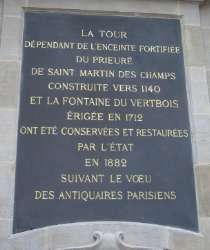 LA TOUR
DÉPENDANT DE L'ENCEINTE FORTIFIÉE
DU PRIEURÉ
DE SAINT MARTIN DES CHAMPS
CONSTRUITE VERS 1140
ET LA FONTAINE DU VERTBOIS
ÉRIGÉE EN 1712
ONT ÉTÉ CONSERVÉES ET RESTAURÉES
PAR L'ÉTAT
EN 1882
SUIVANT LE VŒU
DES ANTIQUAIRES PARISIENS